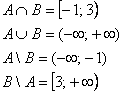 A ∩ B = [−1; 3)
A ∪ B = (−∞; +∞)
A \ B = (−∞; −1)
B \ A = [3; +∞)